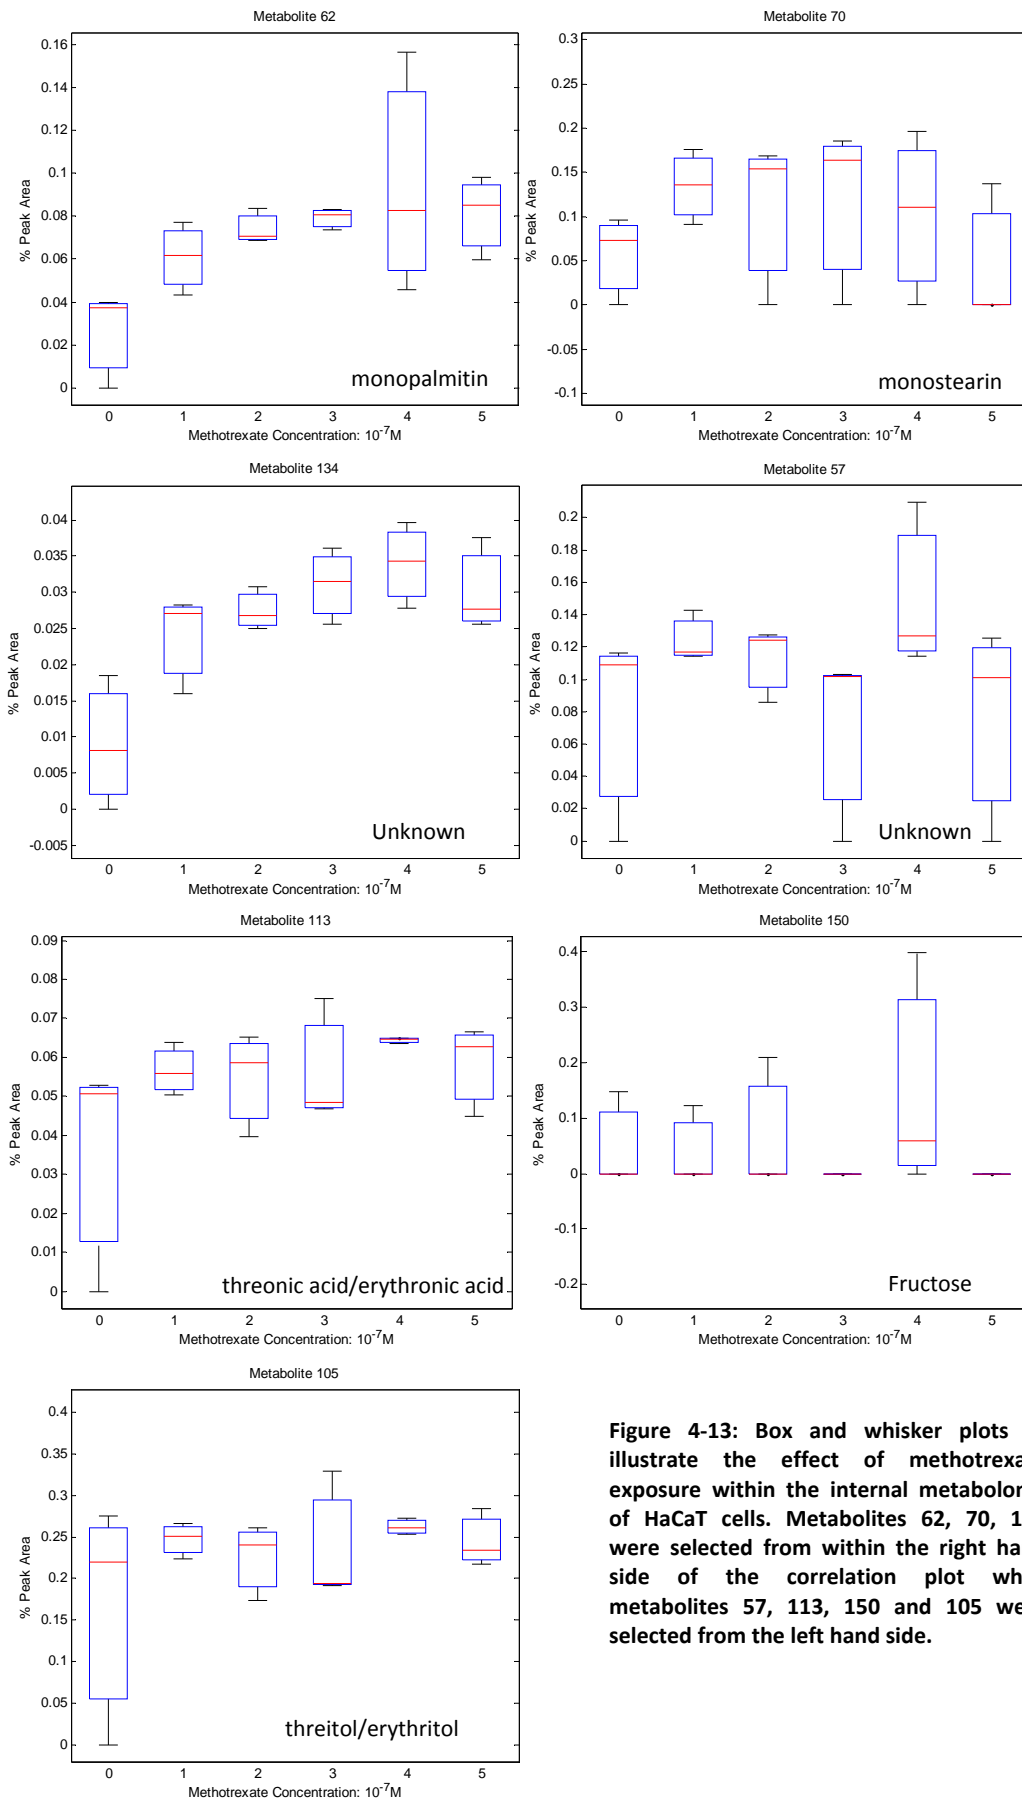 Metabolite 62
0.16
0.14
0.12
0.1
0.08
0.06
0.04
0.02
0
% Peak Area
monopalmitin
0 1 2 3 4 5
Methotrexate Concentration: 10⁻⁷M
Metabolite 70
0.3
0.25
0.2
0.15
0.1
0.05
0
-0.05
-0.1
% Peak Area
monostearin
0 1 2 3 4 5
Methotrexate Concentration: 10⁻⁷M
Metabolite 134
0.04
0.035
0.03
0.025
0.02
0.015
0.01
0.005
0
-0.005
% Peak Area
Unknown
0 1 2 3 4 5
Methotrexate Concentration: 10⁻⁷M
Metabolite 57
0.2
0.18
0.16
0.14
0.12
0.1
0.08
0.06
0.04
0.02
0
% Peak Area
Unknown
0 1 2 3 4 5
Methotrexate Concentration: 10⁻⁷M
Metabolite 113
0.09
0.08
0.07
0.06
0.05
0.04
0.03
0.02
0.01
0
% Peak Area
threonic acid/erythronic acid
0 1 2 3 4 5
Methotrexate Concentration: 10⁻⁷M
Metabolite 150
0.4
0.3
0.2
0.1
0
-0.1
-0.2
% Peak Area
Fructose
0 1 2 3 4 5
Methotrexate Concentration: 10⁻⁷M
Metabolite 105
0.4
0.35
0.3
0.25
0.2
0.15
0.1
0.05
0
% Peak Area
threitol/erythritol
0 1 2 3 4 5
Methotrexate Concentration: 10⁻⁷M
Figure 4-13: Box and whisker plots
illustrate the effect of methotrexa
exposure within the internal metabolom
of HaCaT cells. Metabolites 62, 70, 1
were selected from within the right ha
side of the correlation plot wh
metabolites 57, 113, 150 and 105 we
selected from the left hand side.